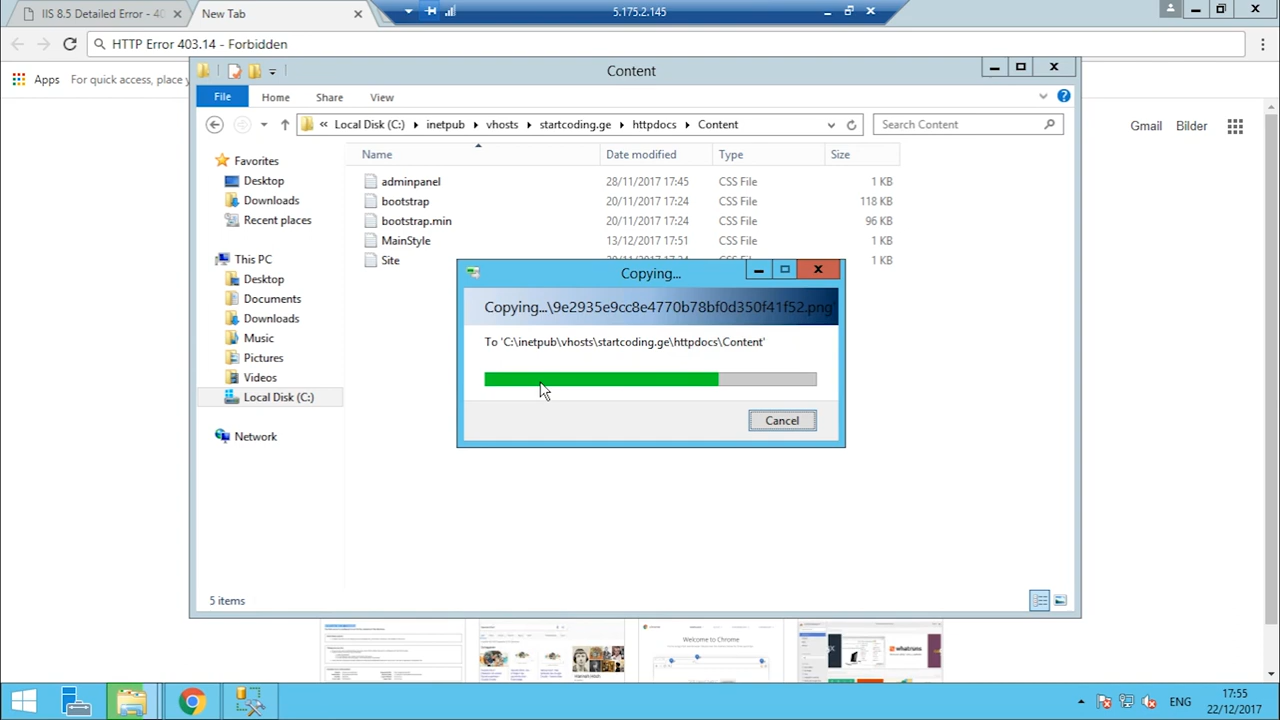 IIS 8.5 Detailed Error - 40
New Tab
5.175.2.145
HTTP Error 403.14 - Forbidden
Apps
For quick access, place y
Gmail
Bilder
Content
File
Home
Share
View
« Local Disk (C:) inetpub vhosts startcoding.ge httpdocs Content
Search Content
Favorites
Desktop
Downloads
Recent places
This PC
Desktop
Documents
Downloads
Music
Pictures
Videos
Local Disk (C:)
Network
Name Date modified Type Size
adminpanel 28/11/2017 17:45 CSS File 1 KB
bootstrap 20/11/2017 17:24 CSS File 118 KB
bootstrap.min 20/11/2017 17:24 CSS File 96 KB
MainStyle 13/12/2017 17:51 CSS File 1 KB
Site 1 KB
Copying...
Copying...\9e2935e9cc8e4770b78bf0d350f41f52.png'
To 'C:\inetpub\vhosts\startcoding.ge\httpdocs\Content'
Cancel
5 items
Welcome to Chrome
whatruns
ENG
17:55
22/12/2017